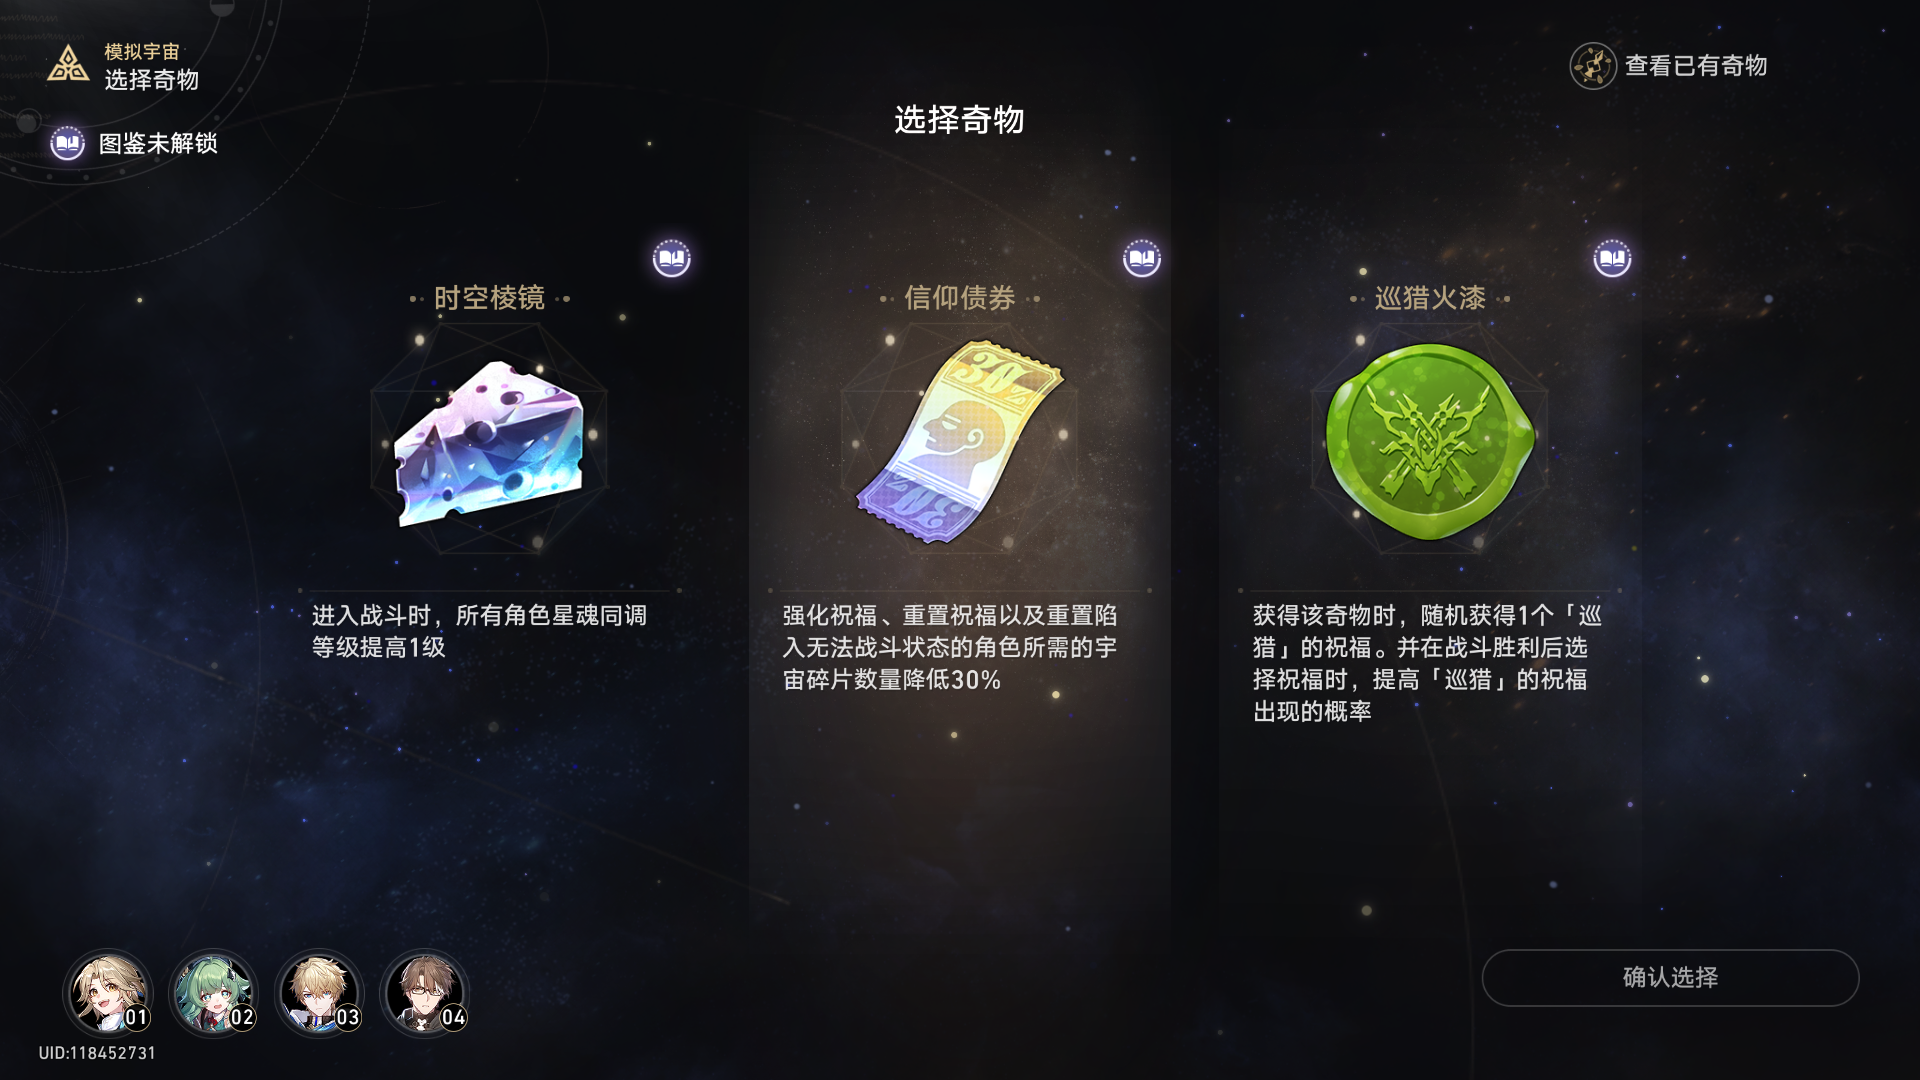 模拟宇宙
选择奇物
图鉴未解锁
查看已有奇物
选择奇物
时空棱镜
进入战斗时，所有角色星魂同调
等级提高1级
信仰债券
30%
30%
强化祝福、重置祝福以及重置陷
入无法战斗状态的角色所需的宇
宙碎片数量降低30%
巡猎火漆
获得该奇物时，随机获得1个「巡
猎」的祝福。并在战斗胜利后选
择祝福时，提高「巡猎」的祝福
出现的概率
01
02
03
04
UID:118452731
确认选择